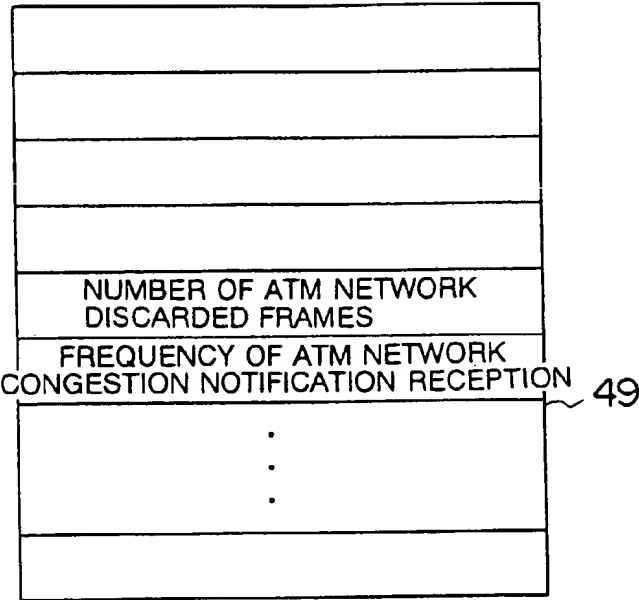 NUMBER OF ATM NETWORK
DISCARDED FRAMES
FREQUENCY OF ATM NETWORK
CONGESTION NOTIFICATION RECEPTION
49